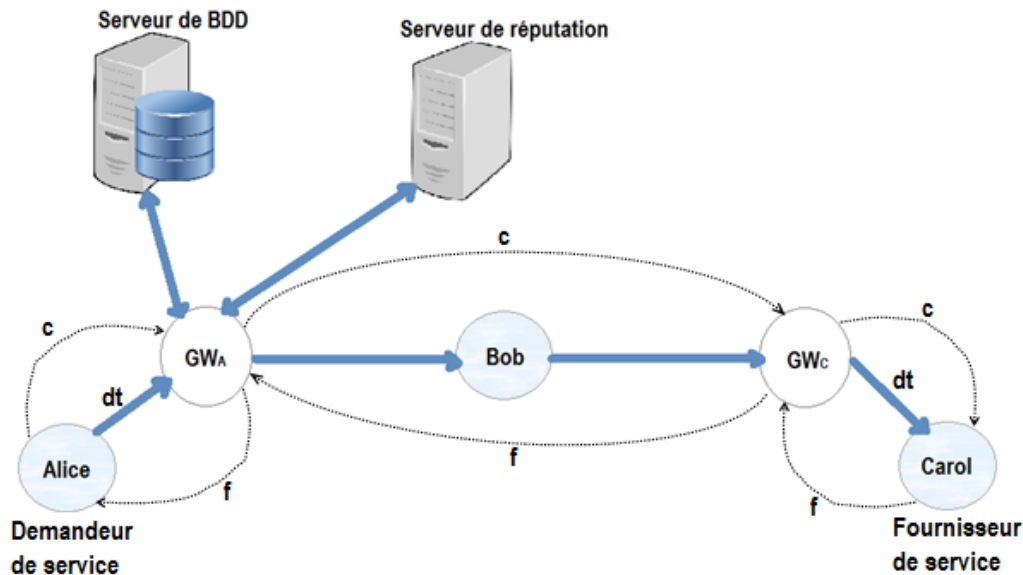 Serveur de BDD
Serveur de réputation
c
c
c
GWA
Bob
GWC
dt
dt
Alice
f
f
f
Carol
Demandeur
de service
Fournisseur
de service